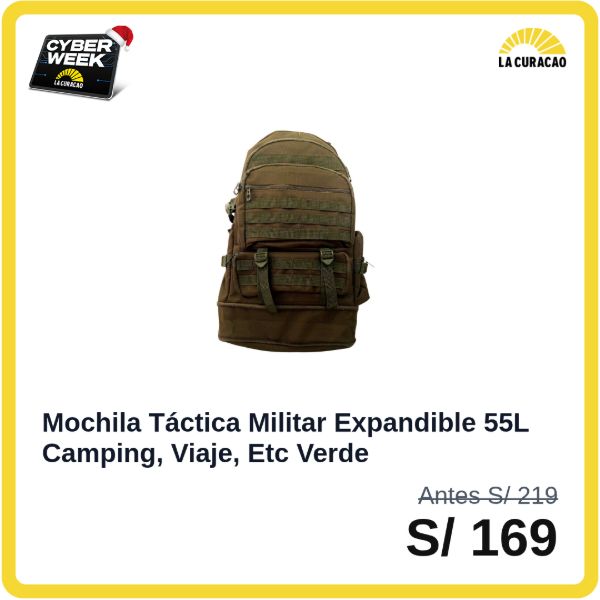 CYBER
WEEK
LA CURACAO
LA CURACAO
Mochila Táctica Militar Expandible 55L
Camping, Viaje, Etc Verde
Antes S/ 219
S/ 169